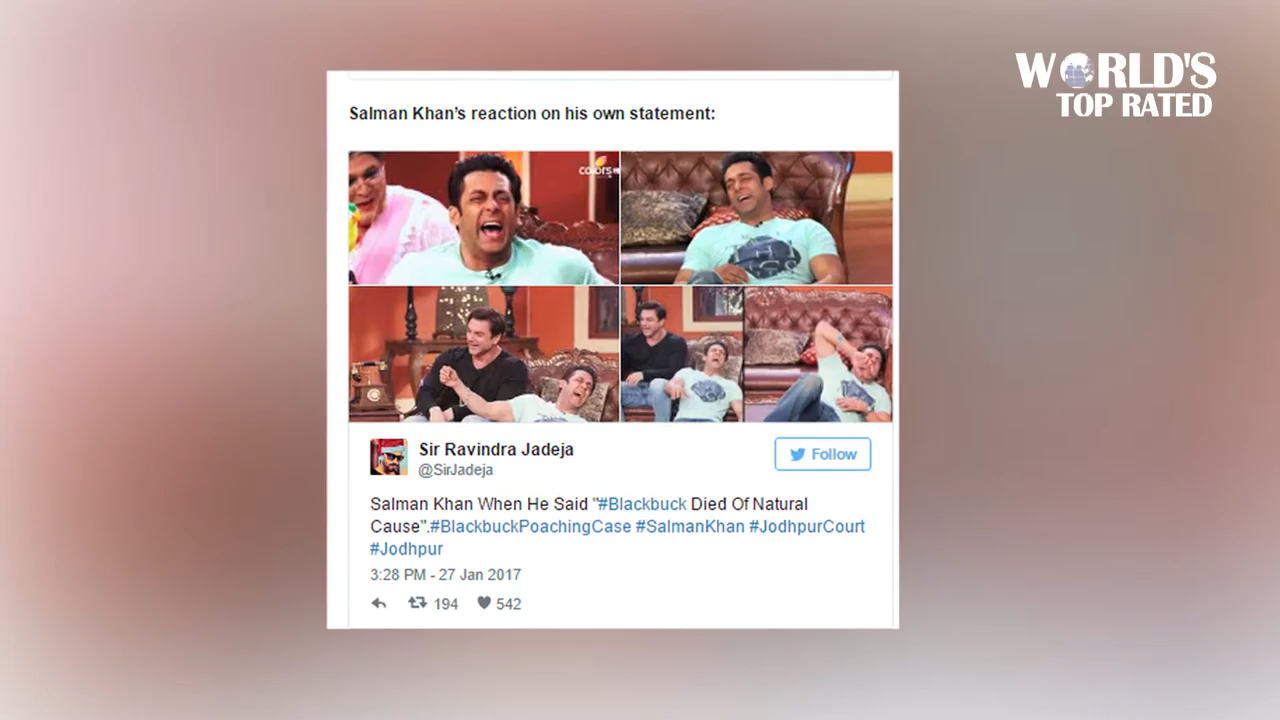 WORLD'S
TOP RATED
Salman Khan's reaction on his own statement:
colors
Sir Ravindra Jadeja
@SirJadeja
Follow
Salman Khan When He Said "#Blackbuck Died Of Natural
Cause".#BlackbuckPoachingCase #SalmanKhan #JodhpurCourt
#Jodhpur
3:28 PM - 27 Jan 2017
194 542